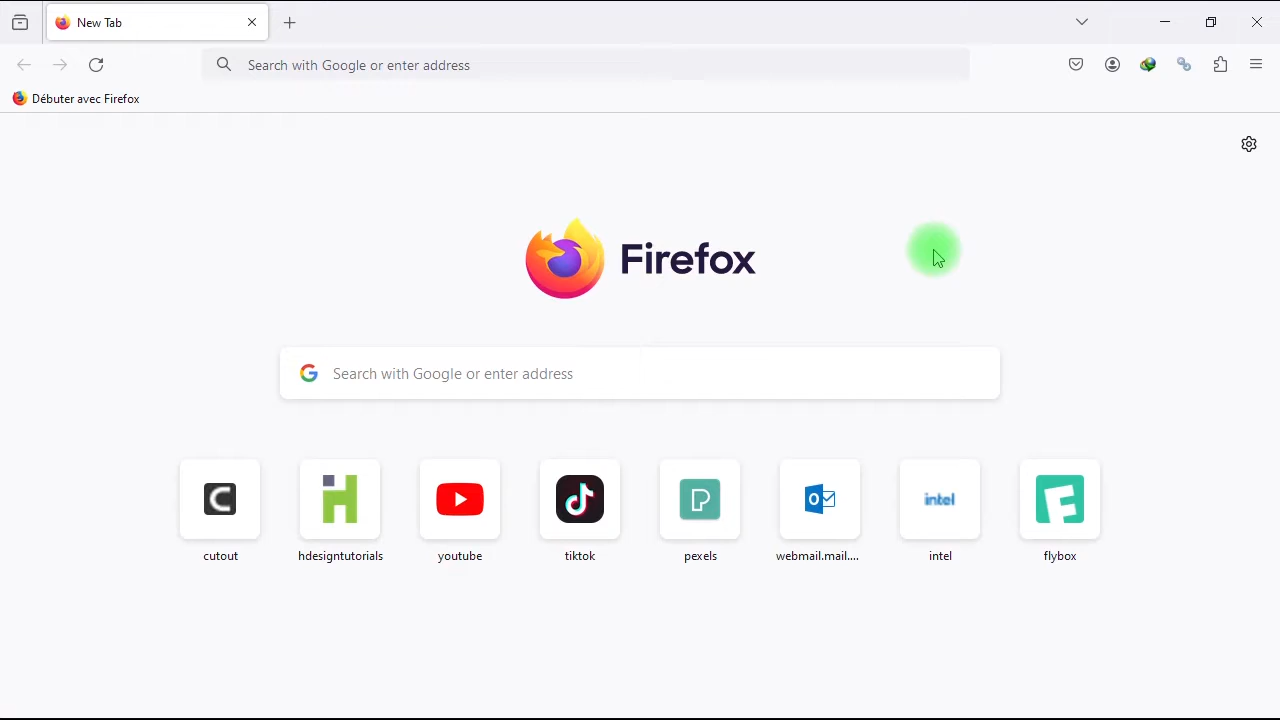 New Tab
Search with Google or enter address
Débuter avec Firefox
Firefox
Search with Google or enter address
intel
cutout
hdesigntutorials
youtube
tiktok
pexels
webmail.mail....
intel
flybox